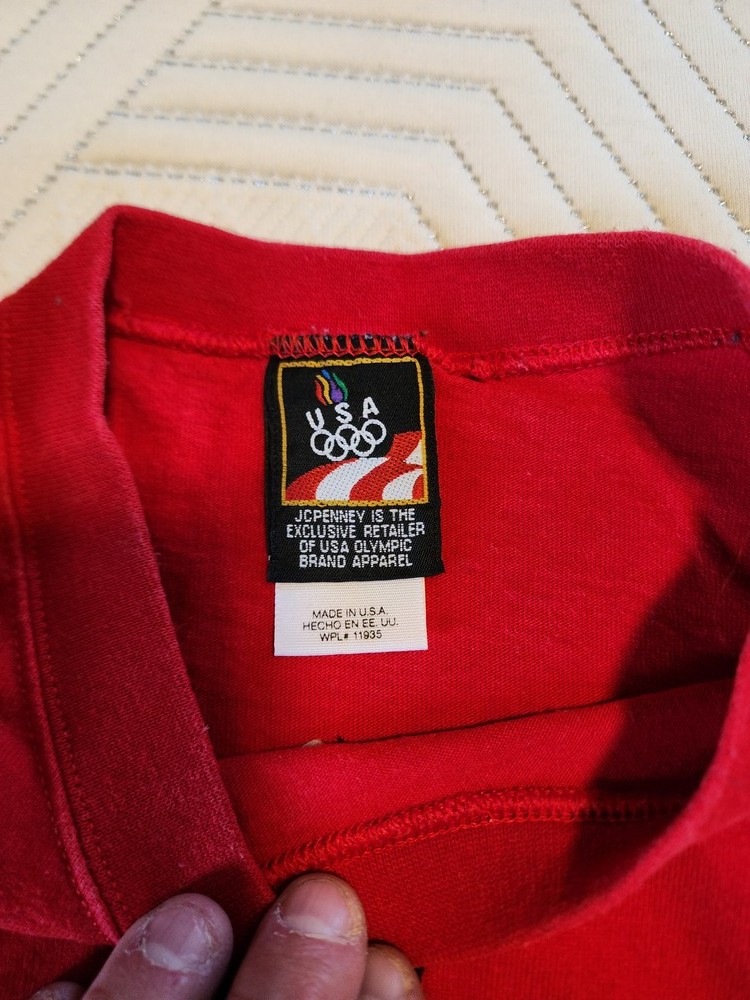 USA
JCPENNEY IS THE
EXCLUSIVE RETAILER
OF USA OLYMPIC
BRAND APPAREL
MADE IN U.S.A.
HECHO EN EE. UU.
WPL# 11935